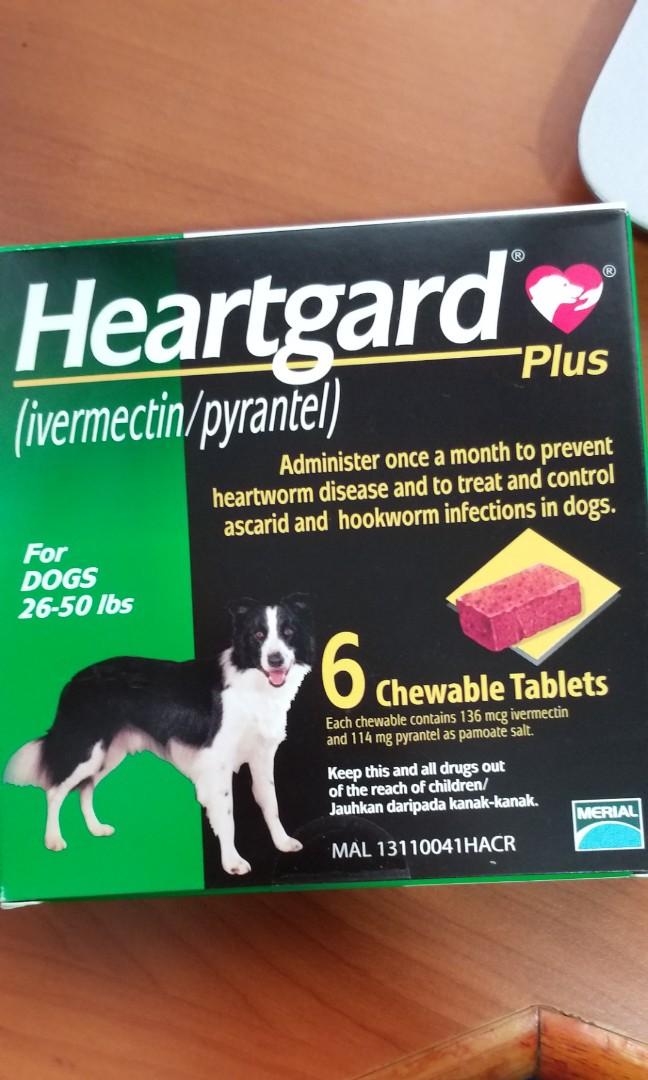 Heartgard®
®
Plus
(ivermectin/pyrantel)
Administer once a month to prevent
heartworm disease and to treat and control
ascarid and hookworm infections in dogs.
For
DOGS
26-50 lbs
6 Chewable Tablets
Each chewable contains 136 mcg ivermectin
and 114 mg pyrantel as pamoate salt.
Keep this and all drugs out
of the reach of children/
Jauhkan daripada kanak-kanak.
MERIAL
MAL 13110041HACR